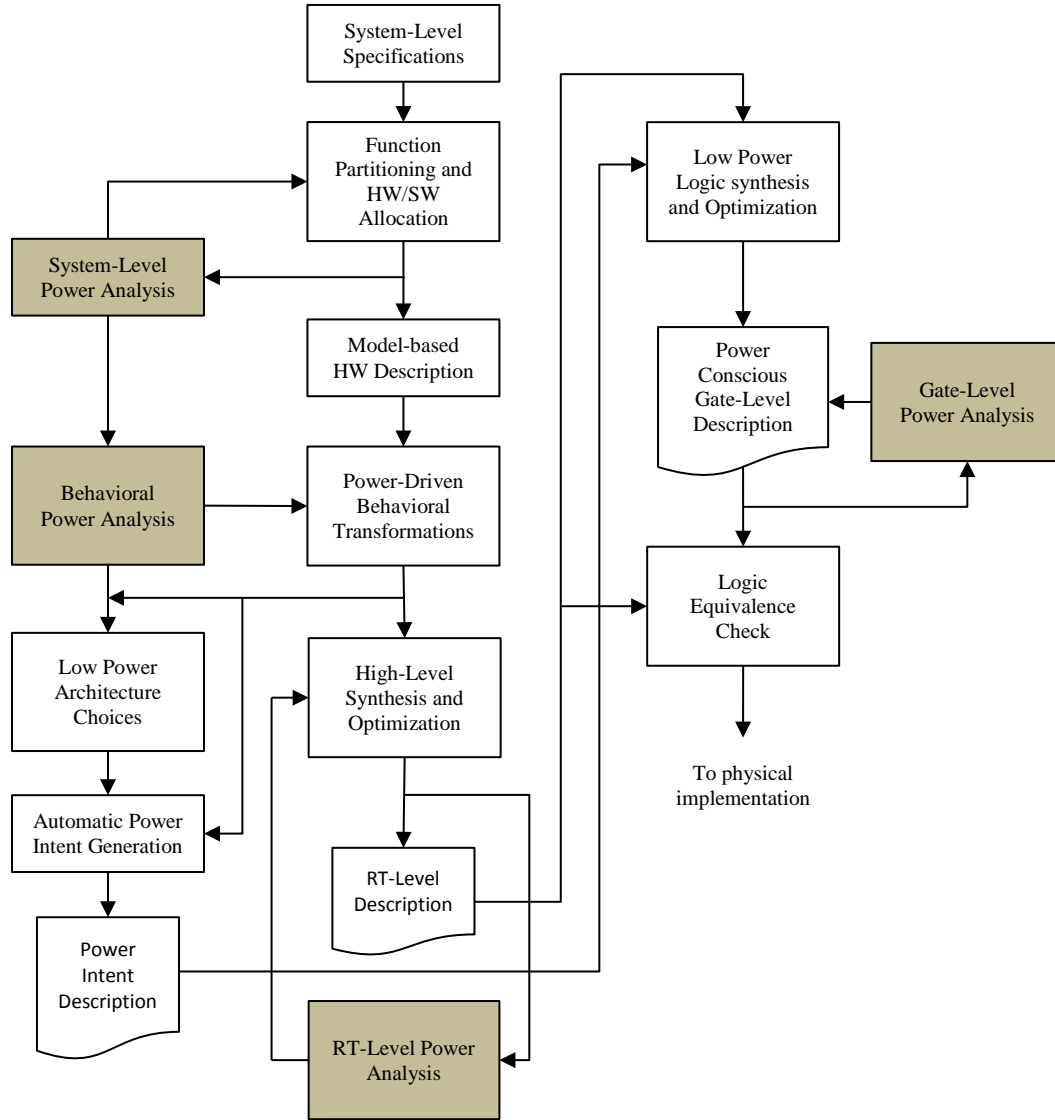 System-Level
Specifications
Function
Partitioning and
HW/SW
Allocation
System-Level
Power Analysis
Model-based
HW Description
Behavioral
Power Analysis
Power-Driven
Behavioral
Transformations
Low Power
Architecture
Choices
High-Level
Synthesis and
Optimization
Automatic Power
Intent Generation
RT-Level
Description
Power
Intent
Description
RT-Level Power
Analysis
Low Power
Logic synthesis
and Optimization
Power
Conscious
Gate-Level
Description
Gate-Level
Power Analysis
Logic
Equivalence
Check
To physical
implementation